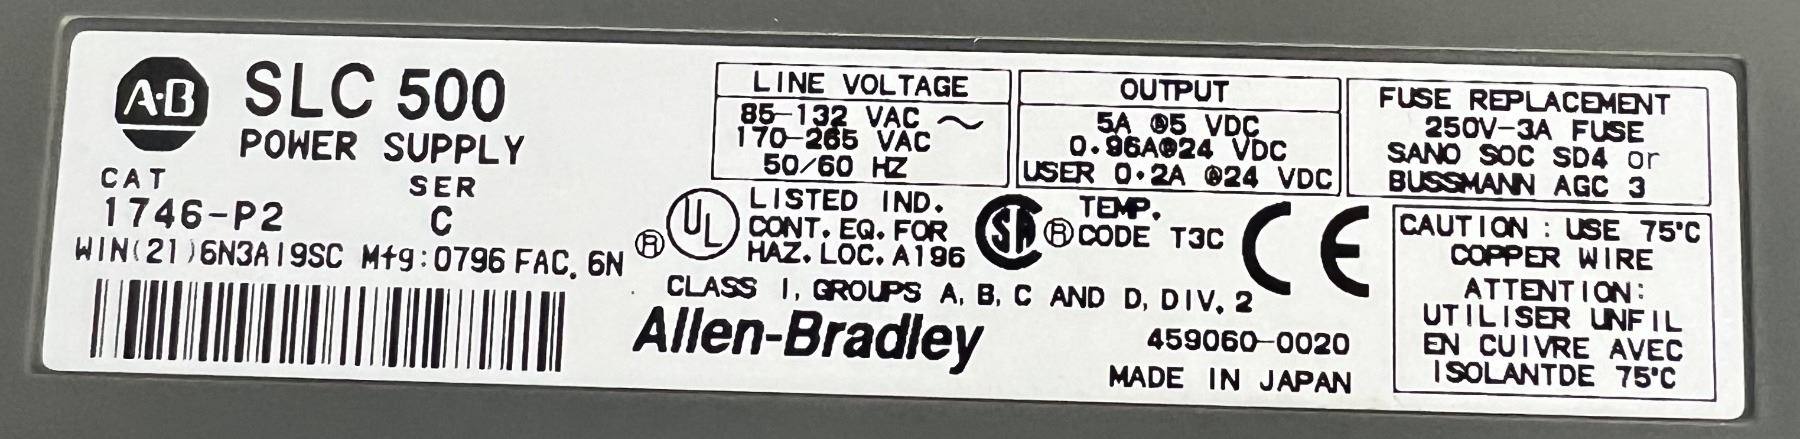 A·B
SLC 500
POWER SUPPLY
CAT SER
1746-P2 C
WIN(21)6N3A19SC Mfg:0796 FAC. 6N
LINE VOLTAGE
85-132 VAC ~
170-265 VAC
50/60 HZ
OUTPUT
5A @5 VDC
0.96A@24 VDC
USER 0.2A @24 VDC
FUSE REPLACEMENT
250V-3A FUSE
SANO SOC SD4 or
BUSSMANN AGC 3
®
UL
LISTED IND.
CONT. EQ. FOR
HAZ. LOC. A196
SA ®
TEMP.
CODE T3C
CE
CLASS I, GROUPS A, B, C AND D, DIV. 2
Allen-Bradley
459060-0020
MADE IN JAPAN
CAUTION : USE 75°C
COPPER WIRE
ATTENTION:
UTILISER UNFIL
EN CUIVRE AVEC
ISOLANTDE 75°C